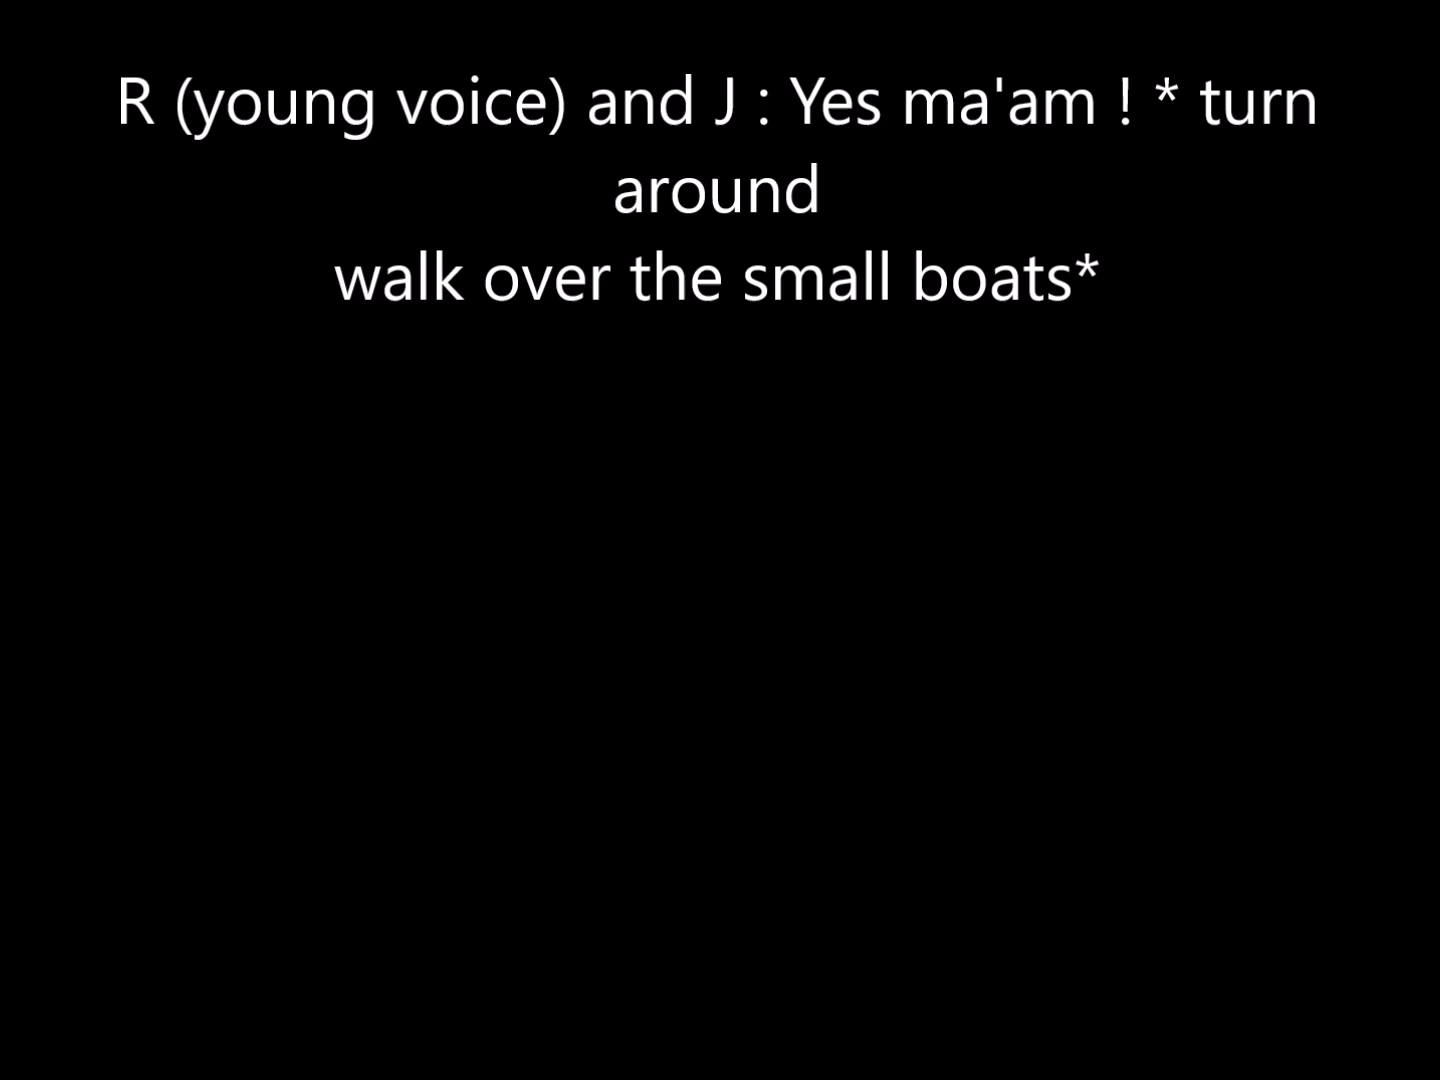 R (young voice) and J : Yes ma'am ! * turn
around
walk over the small boats*